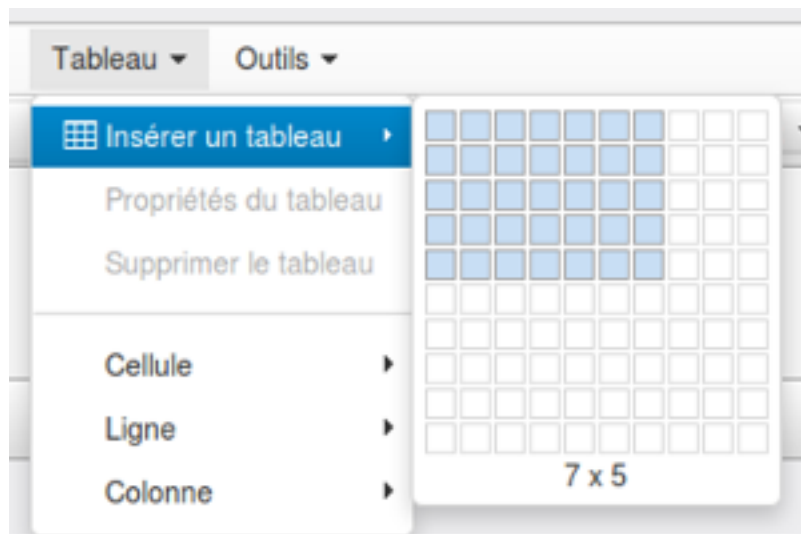 Tableau Outils
Insérer un tableau
Propriétés du tableau
Supprimer le tableau
Cellule
Ligne
Colonne
7 x 5